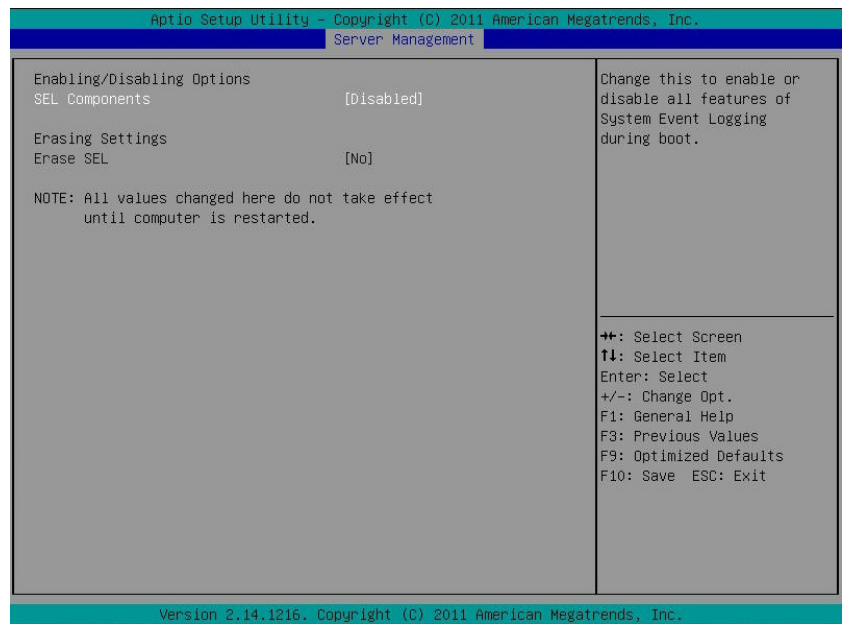 Aptio Setup Utility – Copyright (C) 2011 American Megatrends, Inc.
Server Management
Enabling/Disabling Options
SEL Components [Disabled]
Erasing Settings
Erase SEL [No]
NOTE: All values changed here do not take effect
until computer is restarted.
Change this to enable or
disable all features of
System Event Logging
during boot.
→←: Select Screen
↑↓: Select Item
Enter: Select
+/-: Change Opt.
F1: General Help
F3: Previous Values
F9: Optimized Defaults
F10: Save ESC: Exit
Version 2.14.1216. Copyright (C) 2011 American Megatrends, Inc.